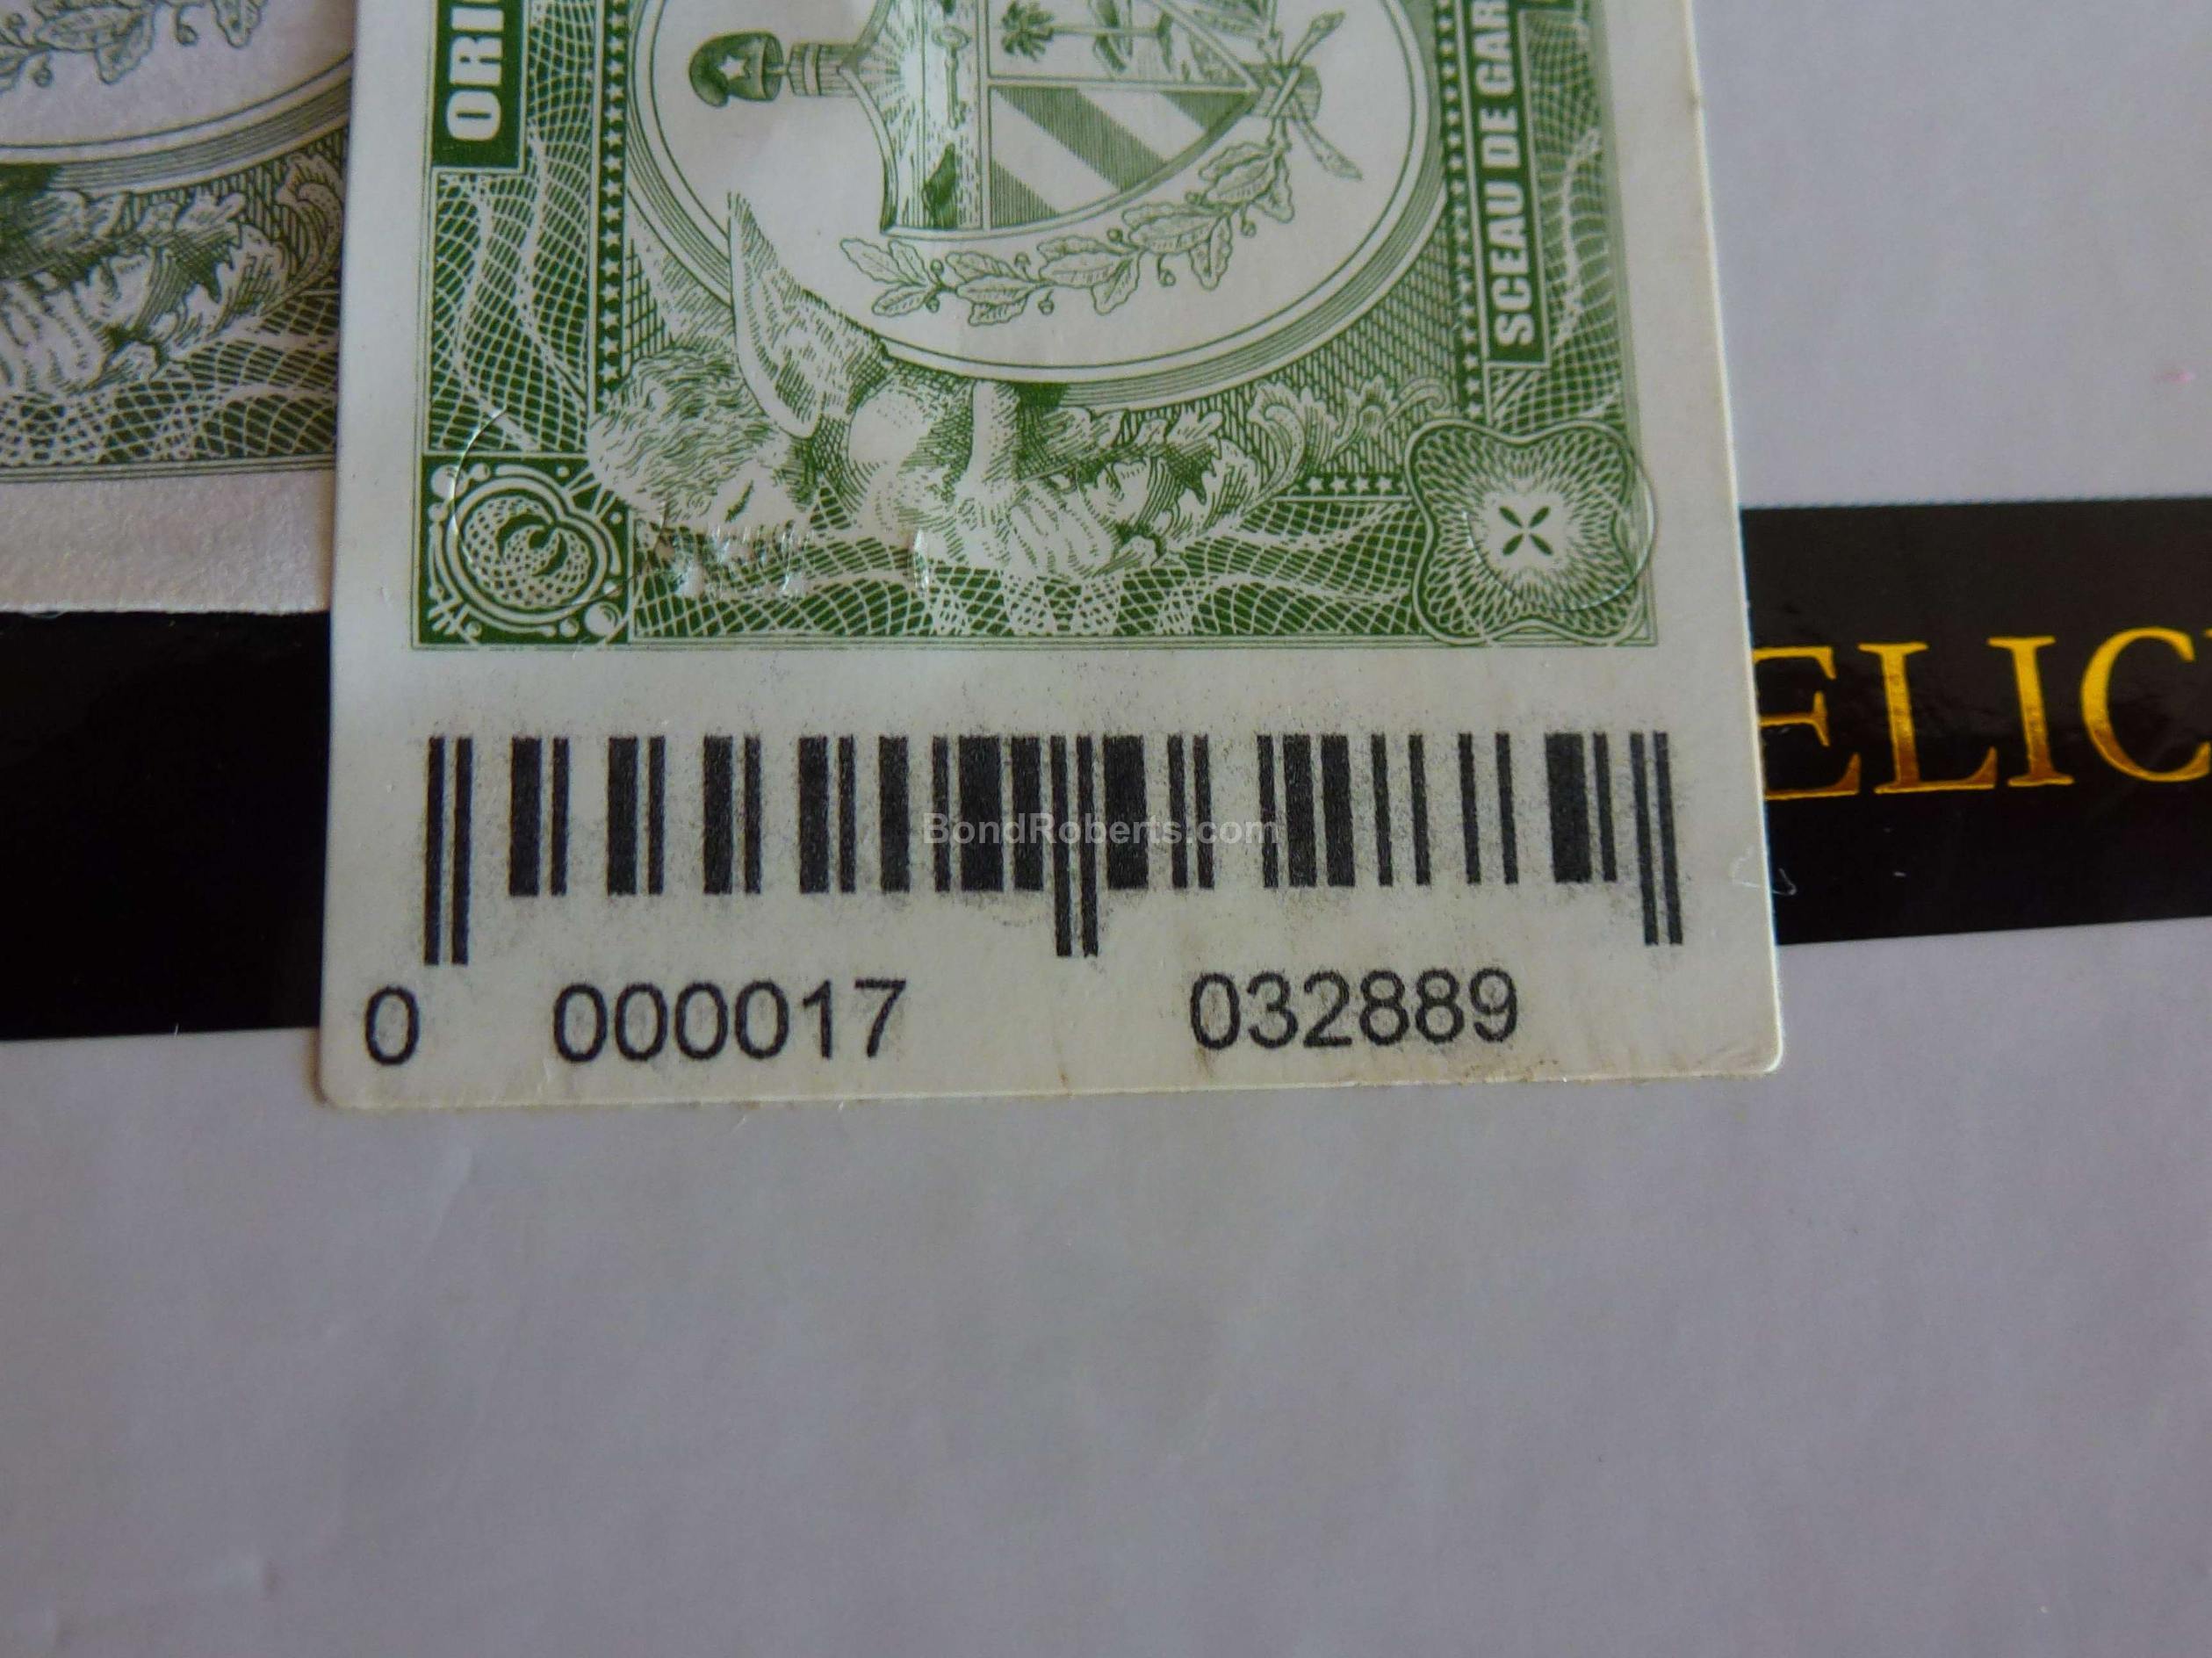 ORI
SCEAU DE GAR
ELIC
BondRoberts.com
0 000017 032889